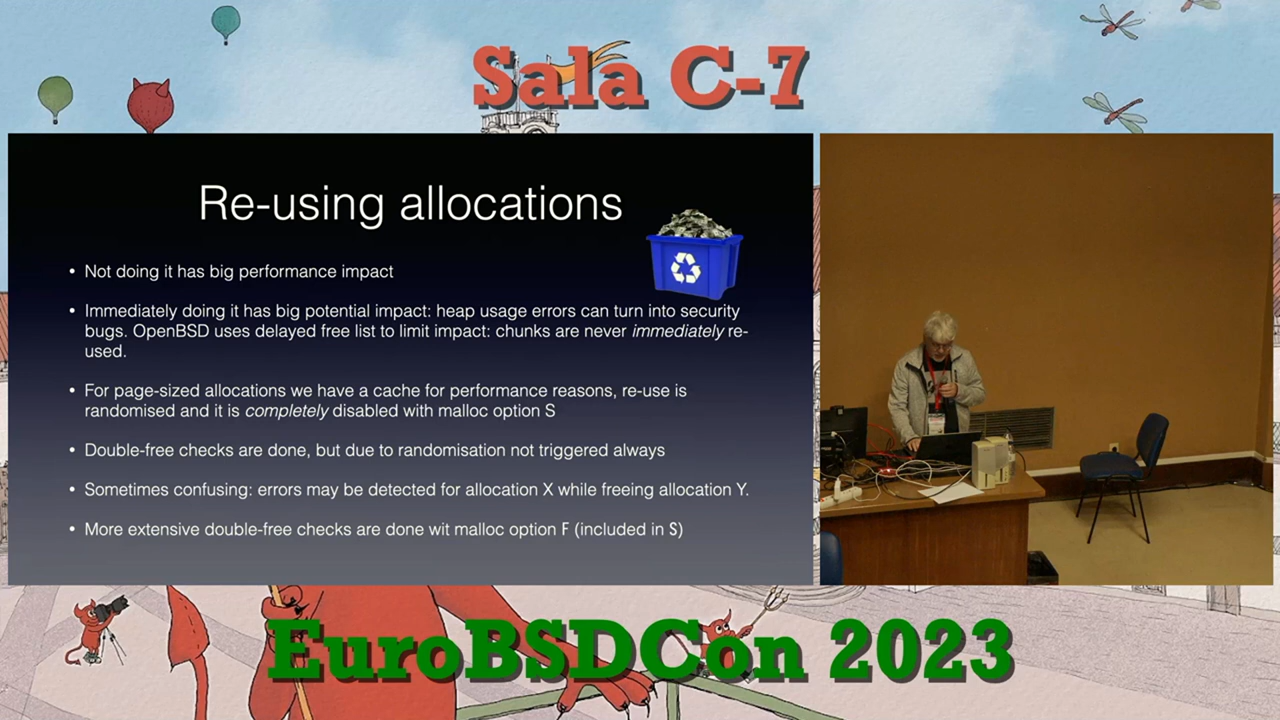 Sala C-7
Re-using allocations
• Not doing it has big performance impact
• Immediately doing it has big potential impact: heap usage errors can turn into security
bugs. OpenBSD uses delayed free list to limit impact: chunks are never immediately re-
used.
• For page-sized allocations we have a cache for performance reasons, re-use is
randomised and it is completely disabled with malloc option S
• Double-free checks are done, but due to randomisation not triggered always
• Sometimes confusing: errors may be detected for allocation X while freeing allocation Y.
• More extensive double-free checks are done wit malloc option F (included in S)
EuroBSDCon 2023